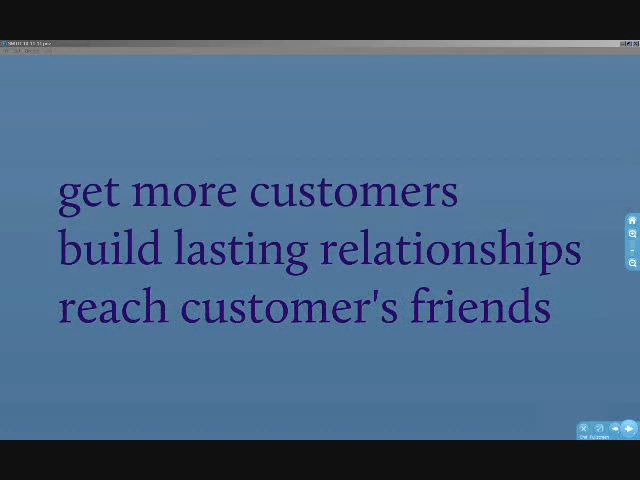 get more customers
build lasting relationships
reach customer's friends